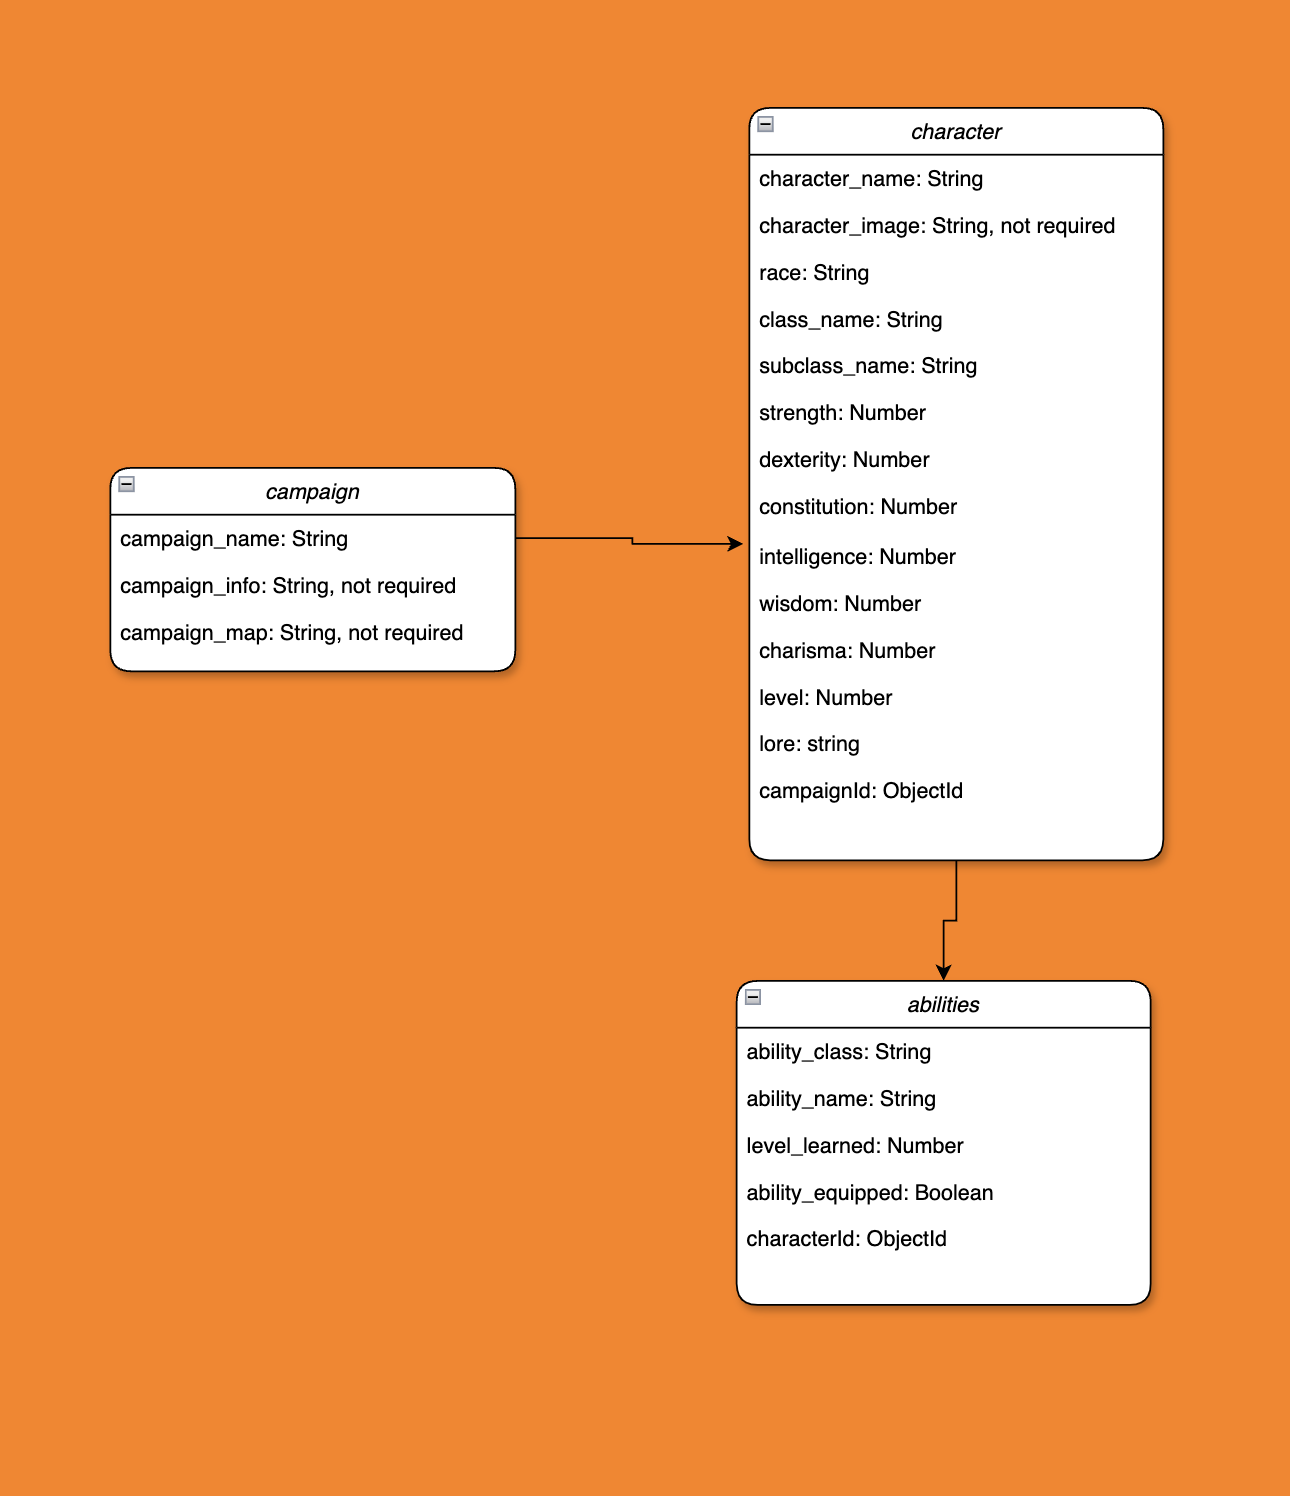 campaign
campaign_name: String
campaign_info: String, not required
campaign_map: String, not required
character
character_name: String
character_image: String, not required
race: String
class_name: String
subclass_name: String
strength: Number
dexterity: Number
constitution: Number
intelligence: Number
wisdom: Number
charisma: Number
level: Number
lore: string
campaignId: ObjectId
abilities
ability_class: String
ability_name: String
level_learned: Number
ability_equipped: Boolean
characterId: ObjectId